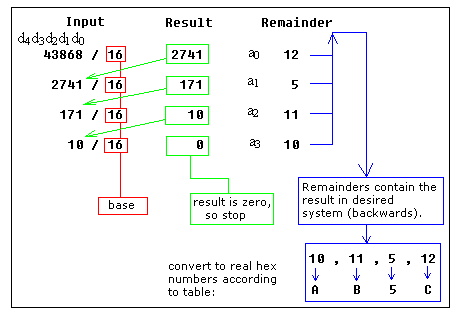 Input Result Remainder
d4d3d2d1d0
43868 / 16 2741 a0 12
2741 / 16 171 a1 5
171 / 16 10 a2 11
10 / 16 0 a3 10
base
result is zero,
so stop
Remainders contain the
result in desired
system (backwards).
convert to real hex
numbers according
to table:
10 , 11 , 5 , 12
A B 5 C